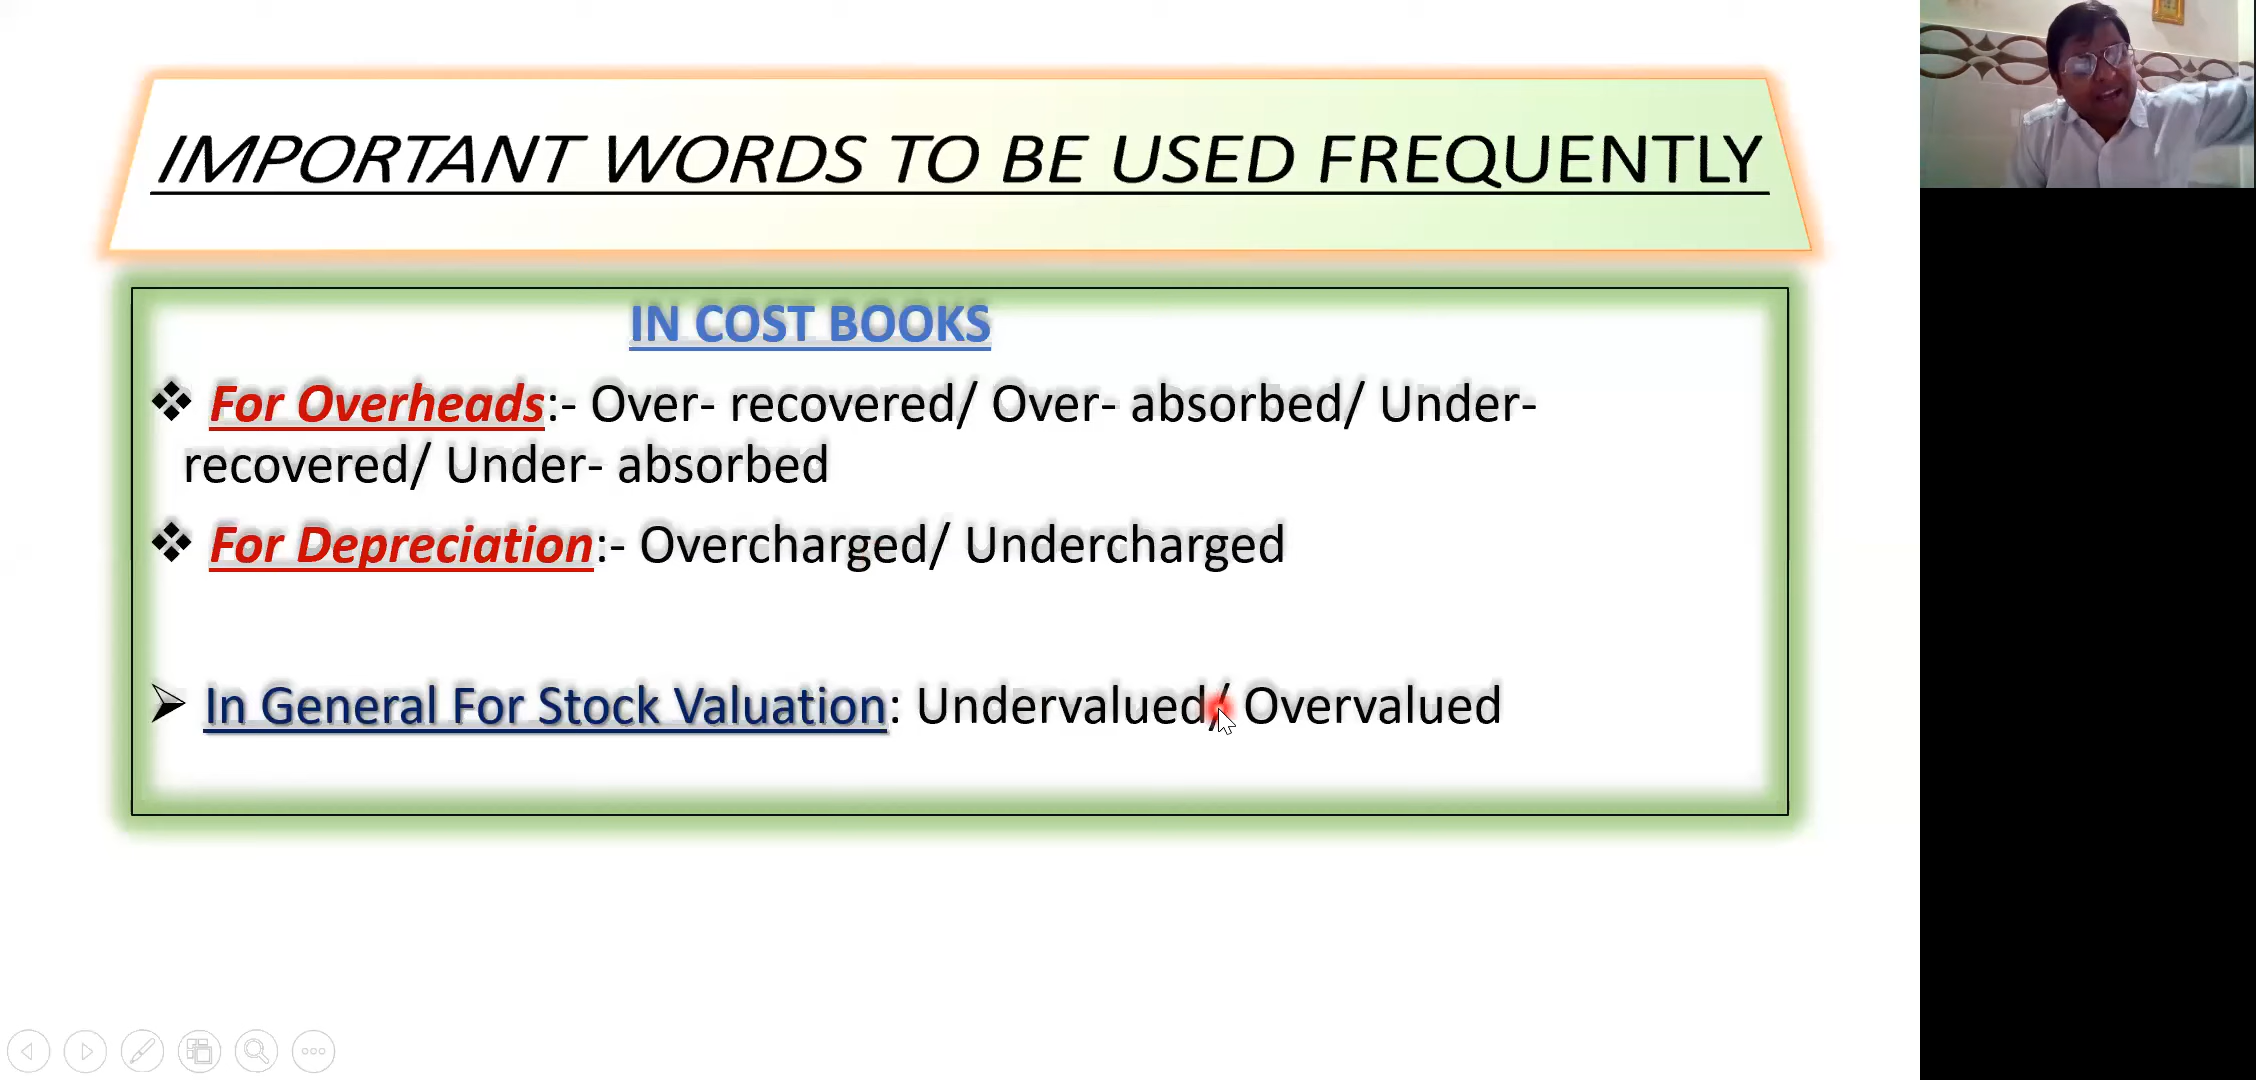 IMPORTANT WORDS TO BE USED FREQUENTLY
IN COST BOOKS
❖ For Overheads:- Over- recovered/ Over- absorbed/ Under-
recovered/ Under- absorbed
❖ For Depreciation:- Overcharged/ Undercharged
➢ In General For Stock Valuation: Undervalued/ Overvalued